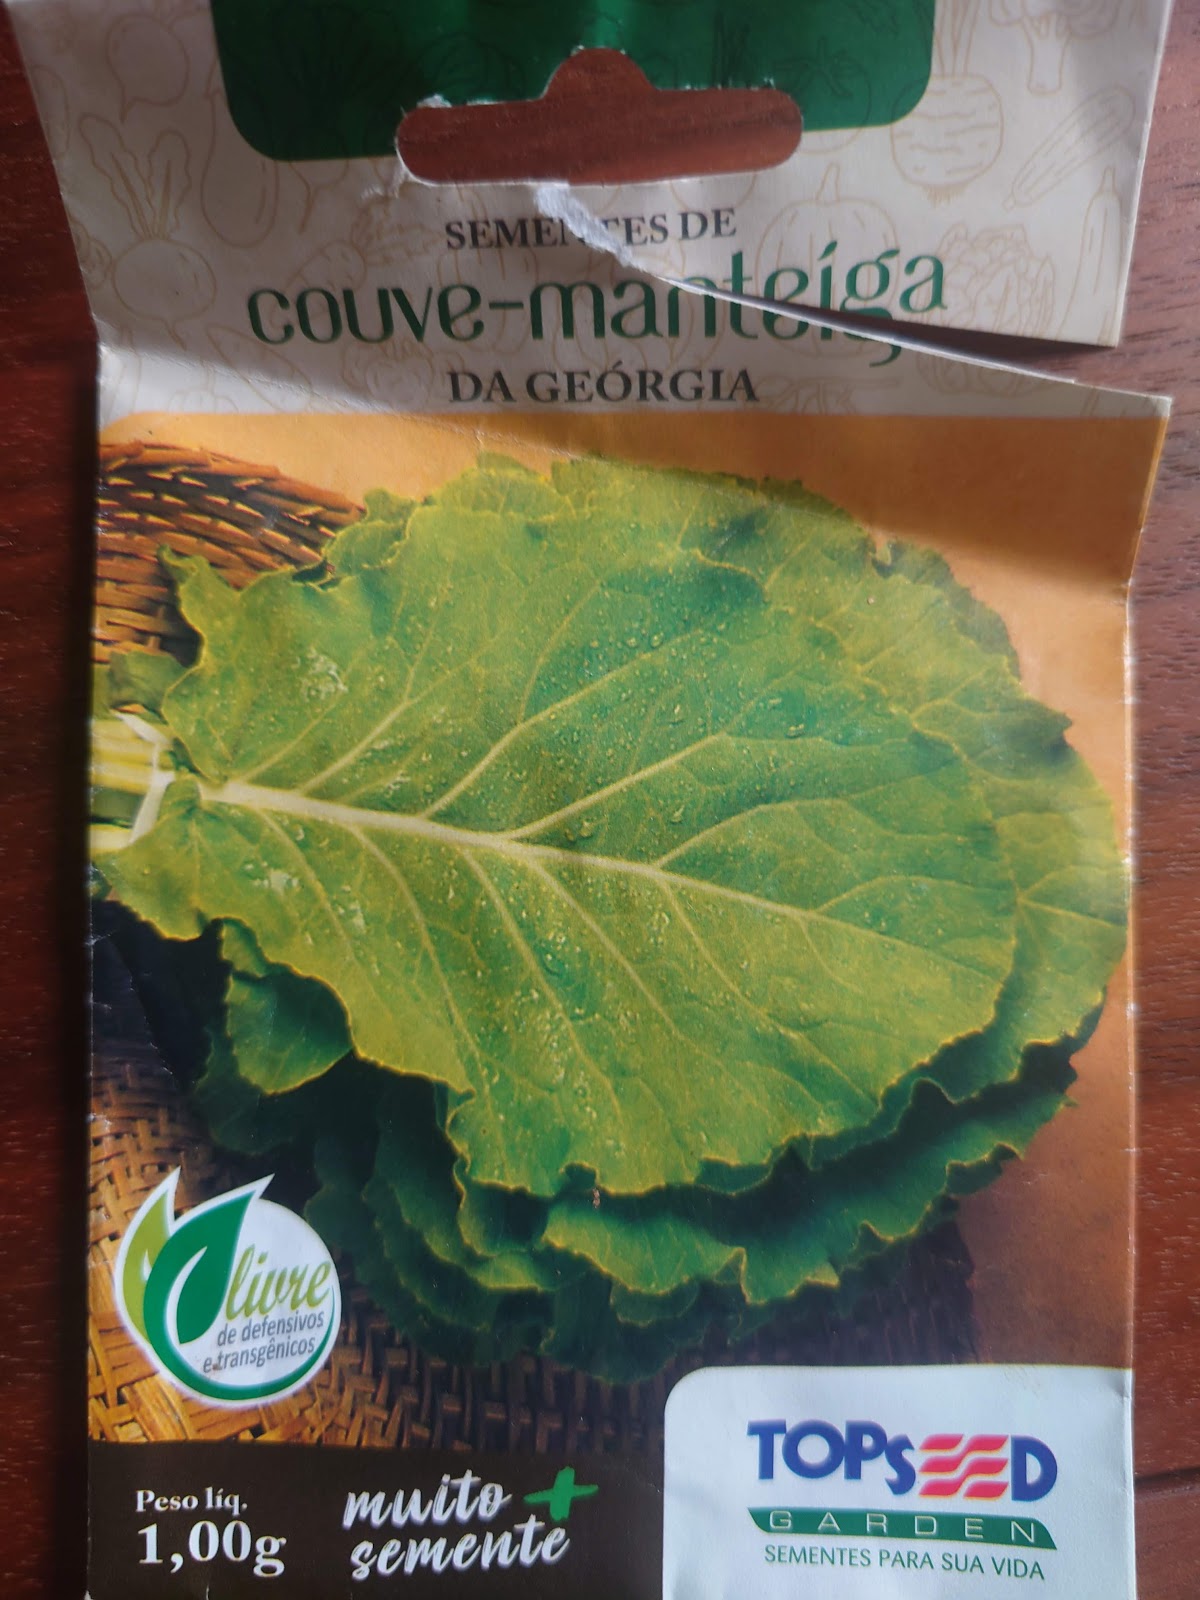 SEMENTES DE
couve-manteiga
DA GEÓRGIA
livre
de defensivos
e transgênicos
Peso líq.
1,00g
muito +
semente
TOPSEED
GARDEN
SEMENTES PARA SUA VIDA